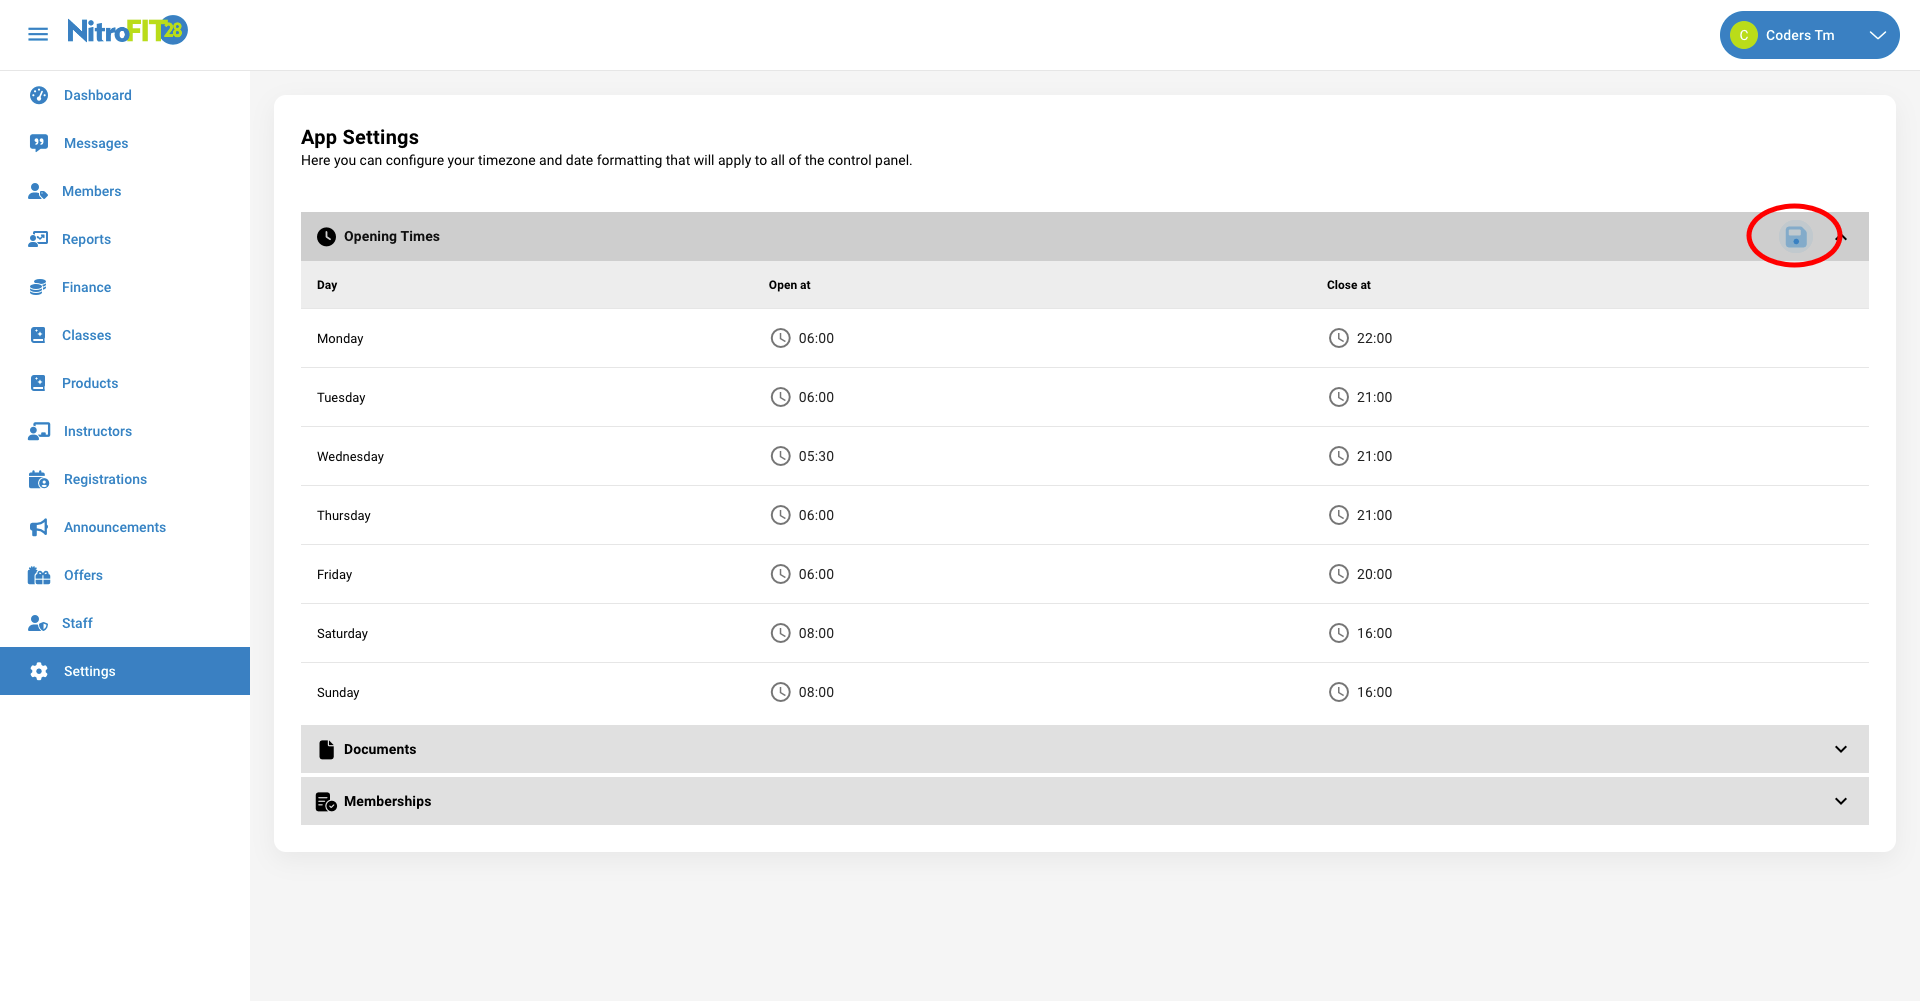 NitroFIT28
C Coders Tm
Dashboard
Messages
Members
Reports
Finance
Classes
Products
Instructors
Registrations
Announcements
Offers
Staff
Settings
App Settings
Here you can configure your timezone and date formatting that will apply to all of the control panel.
Opening Times
Day Open at Close at
Monday 06:00 22:00
Tuesday 06:00 21:00
Wednesday 05:30 21:00
Thursday 06:00 21:00
Friday 06:00 20:00
Saturday 08:00 16:00
Sunday 08:00 16:00
Documents
Memberships